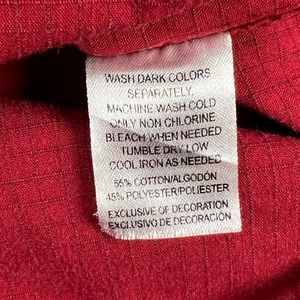 WASH DARK COLORS
SEPARATELY.
MACHINE WASH COLD
ONLY NON CHLORINE
BLEACH WHEN NEEDED
TUMBLE DRY LOW
COOL IRON AS NEEDED
55% COTTON/ALGODÓN
45% POLYESTER/POLIESTER
EXCLUSIVE OF DECORATION
EXCLUSIVO DE DECORACIÓN